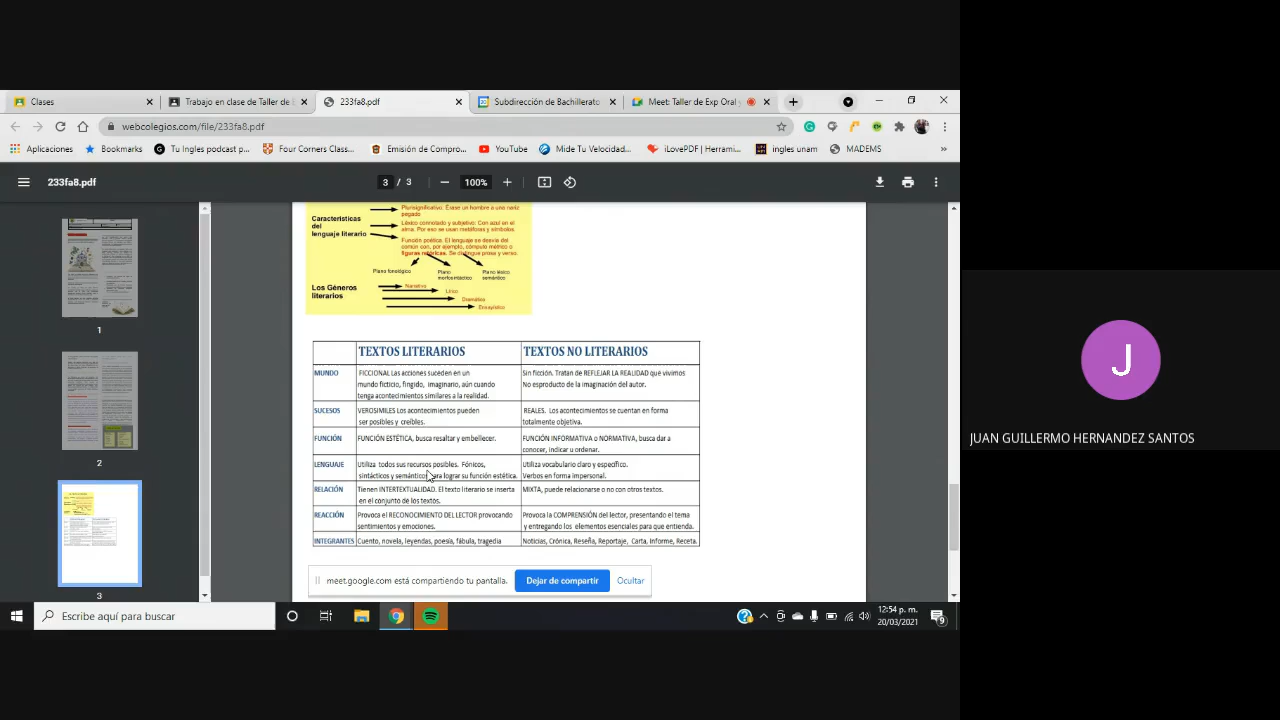 Clases
Trabajo en clase de Taller de E
233fa8.pdf
Subdirección de Bachillerato
Meet: Taller de Exp Oral y
webcolegios.com/file/233fa8.pdf
Aplicaciones
Bookmarks
Tu Ingles podcast p...
Four Corners Class...
Emisión de Compro...
YouTube
Mide Tu Velocidad...
iLovePDF | Herrami...
ingles unam
MADEMS
»
233fa8.pdf
3 / 3
100%
1
2
3
Plurisignificativo. Érase un hombre a una nariz
pegado
Características
del
lenguaje literario
Léxico connotado y subjetivo: Con azul en el
alma. Por eso se usan metáforas y símbolos.
Función poética. El lenguaje se desvía del
común con, por ejemplo, cómputo métrico o
figuras retóricas. Se distingue prosa y verso.
Plano fonológico
Plano
morfosintáctico
Plano léxico
semántico
Los Géneros
literarios
Narrativa
Lírico
Dramático
Ensayístico
TEXTOS LITERARIOS
TEXTOS NO LITERARIOS
MUNDO
FICCIONAL Las acciones suceden en un
mundo ficticio, fingido, imaginario, aún cuando
tenga acontecimientos similares a la realidad.
Sin ficción. Tratan de REFLEJAR LA REALIDAD que vivimos
No esproducto de la imaginación del autor.
SUCESOS
VEROSIMILES Los acontecimientos pueden
ser posibles y creíbles.
REALES. Los acontecimientos se cuentan en forma
totalmente objetiva.
FUNCIÓN
FUNCIÓN ESTÉTICA, busca resaltar y embellecer.
FUNCIÓN INFORMATIVA o NORMATIVA, busca dar a
conocer, indicar u ordenar.
LENGUAJE
Utiliza todos sus recursos posibles. Fónicos,
sintácticos y semánticos para lograr su función estética.
Utiliza vocabulario claro y específico.
Verbos en forma impersonal.
RELACIÓN
Tienen INTERTEXTUALIDAD. El texto literario se inserta
en el conjunto de los textos.
MIXTA, puede relacionarse o no con otros textos.
REACCIÓN
Provoca el RECONOCIMIENTO DEL LECTOR provocando
sentimientos y emociones.
Provoca la COMPRENSIÓN del lector, presentando el tema
y entregando los elementos esenciales para que entienda.
INTEGRANTES
Cuento, novela, leyendas, poesía, fábula, tragedia
Noticias, Crónica, Reseña, Reportaje, Carta, Informe, Receta.
meet.google.com está compartiendo tu pantalla.
Dejar de compartir
Ocultar
Escribe aquí para buscar
12:54 p. m.
20/03/2021
9
J
JUAN GUILLERMO HERNANDEZ SANTOS